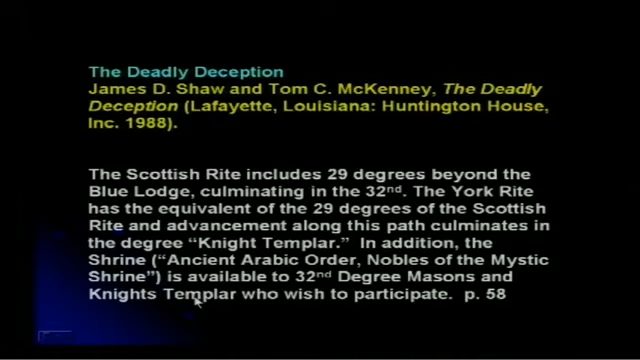 The Deadly Deception
James D. Shaw and Tom C. McKenney, The Deadly
Deception (Lafayette, Louisiana: Huntington House,
Inc. 1988).
The Scottish Rite includes 29 degrees beyond the
Blue Lodge, culminating in the 32nd. The York Rite
has the equivalent of the 29 degrees of the Scottish
Rite and advancement along this path culminates in
the degree “Knight Templar.” In addition, the
Shrine (“Ancient Arabic Order, Nobles of the Mystic
Shrine”) is available to 32nd Degree Masons and
Knights Templar who wish to participate. p. 58